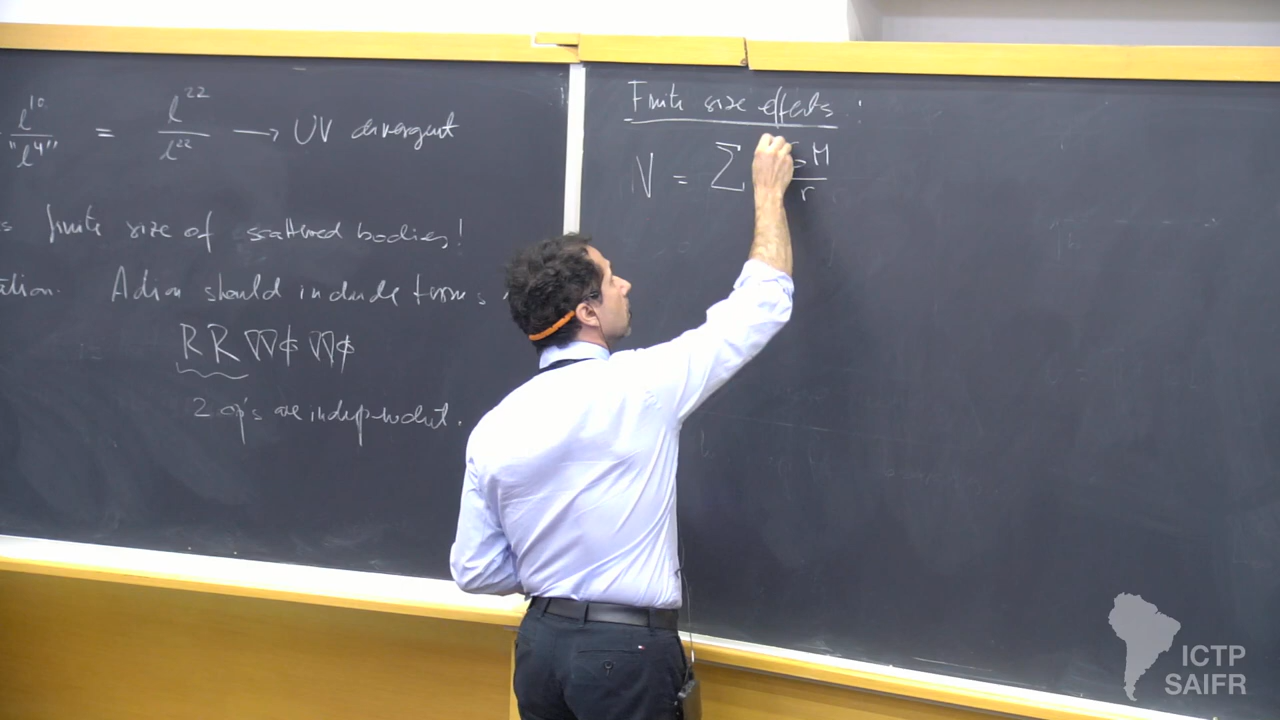 l^10 / "l^4" = l^22 / l^22 → UV divergent
finite size of scattered bodies!
Action should include terms
RR ∇∇ϕ ∇∇ϕ
2 op's are independent.
Finite size effects :
N = Σ GM / r
ICTP
SAIFR